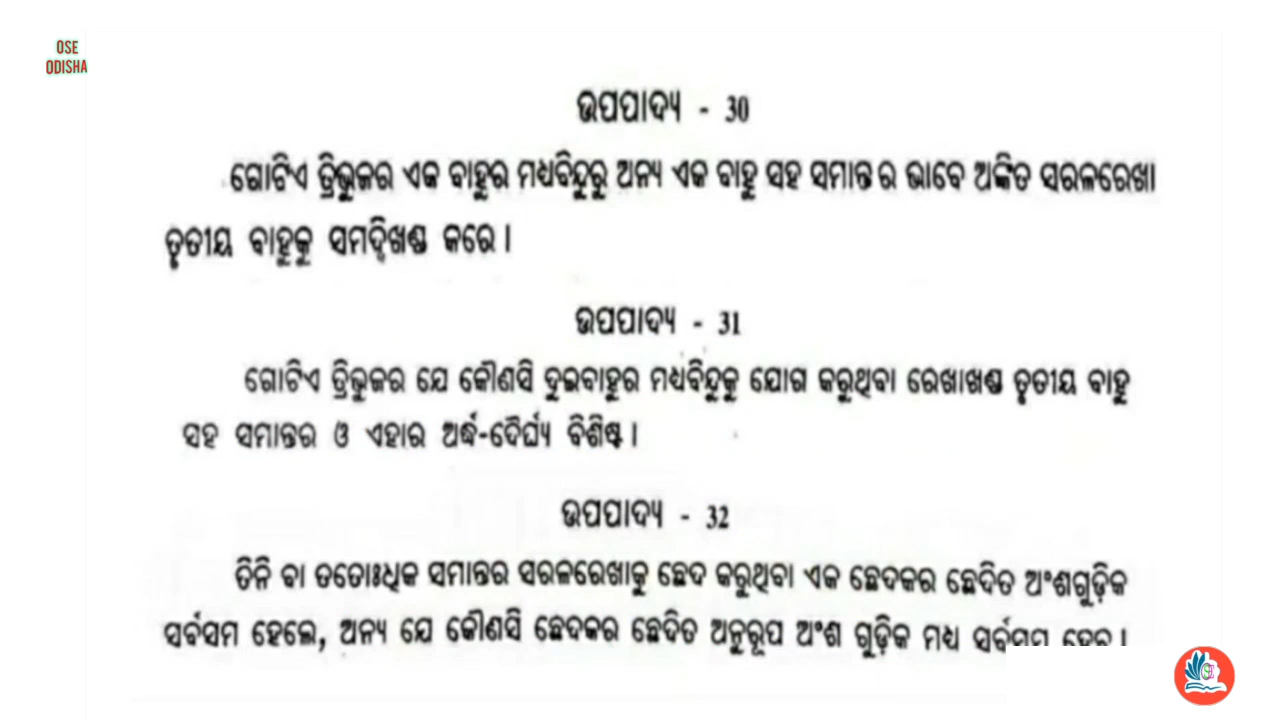 OSE
ODISHA
ଉପପାଦ୍ୟ - 30
ଗୋଟିଏ ତ୍ରିଭୁଜର ଏକ ବାହୁର ମଧ୍ୟବିନ୍ଦୁରୁ ଅନ୍ୟ ଏକ ବାହୁ ସହ ସମାନ୍ତର ଭାବେ ଅଙ୍କିତ ସରଳରେଖା
ତୃତୀୟ ବାହୁକୁ ସମଦ୍ବିଖଣ୍ଡ କରେ ।
ଉପପାଦ୍ୟ - 31
ଗୋଟିଏ ତ୍ରିଭୁଜର ଯେ କୌଣସି ଦୁଇବାହୁର ମଧ୍ୟବିନ୍ଦୁକୁ ଯୋଗ କରୁଥିବା ରେଖାଖଣ୍ଡ ତୃତୀୟ ବାହୁ
ସହ ସମାନ୍ତର ଓ ଏହାର ଅର୍ଦ୍ଧ-ଦୈର୍ଘ୍ୟ ବିଶିଷ୍ଟ ।
ଉପପାଦ୍ୟ - 32
ତିନି ବା ତତୋଃଧିକ ସମାନ୍ତର ସରଳରେଖାକୁ ଛେଦ କରୁଥିବା ଏକ ଛେଦକର ଛେଦିତ ଅଂଶଗୁଡ଼ିକ
ସର୍ବସମ ହେଲେ, ଅନ୍ୟ ଯେ କୌଣସି ଛେଦକର ଛେଦିତ ଅନୁରୂପ ଅଂଶ ଗୁଡ଼ିକ ମଧ୍ୟ ସର୍ବସମ ହେବ ।